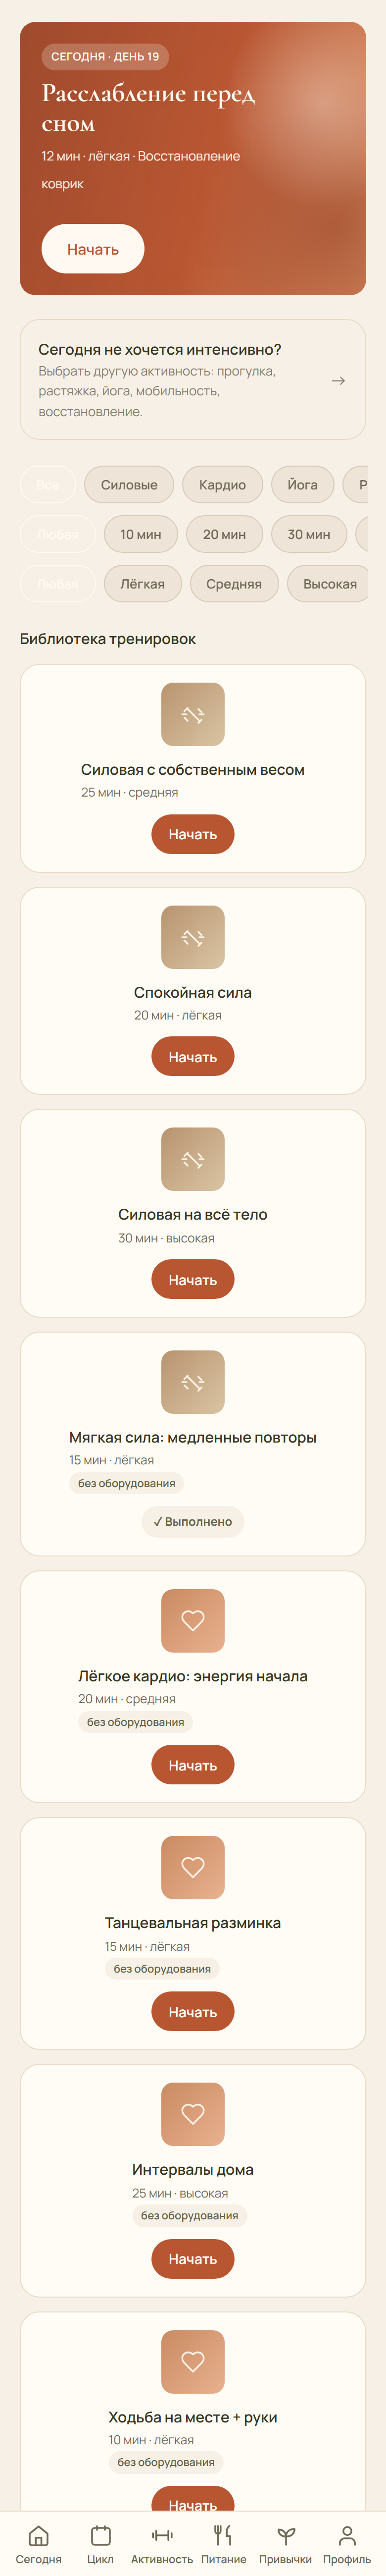 СЕГОДНЯ · ДЕНЬ 19
Расслабление перед
сном
12 мин · лёгкая · Восстановление
коврик
Начать
Сегодня не хочется интенсивно?
Выбрать другую активность: прогулка,
растяжка, йога, мобильность,
восстановление.
→
Все Силовые Кардио Йога Р
Любая 10 мин 20 мин 30 мин
Любая Лёгкая Средняя Высокая
Библиотека тренировок
Силовая с собственным весом
25 мин · средняя
Начать
Спокойная сила
20 мин · лёгкая
Начать
Силовая на всё тело
30 мин · высокая
Начать
Мягкая сила: медленные повторы
15 мин · лёгкая
без оборудования
✓ Выполнено
Лёгкое кардио: энергия начала
20 мин · средняя
без оборудования
Начать
Танцевальная разминка
15 мин · лёгкая
без оборудования
Начать
Интервалы дома
25 мин · высокая
без оборудования
Начать
Ходьба на месте + руки
10 мин · лёгкая
без оборудования
Начать
Сегодня Цикл Активность Питание Привычки Профиль